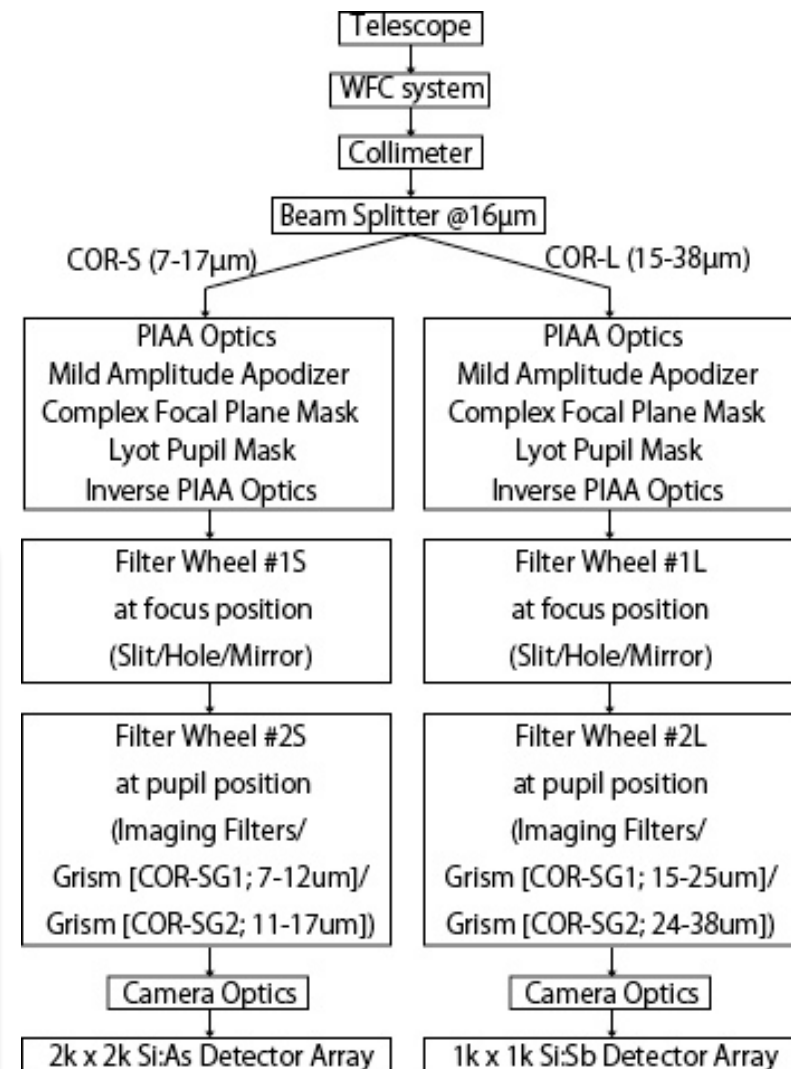 Telescope
WFC system
Collimeter
Beam Splitter @16μm
COR-S (7-17μm)
COR-L (15-38μm)
PIAA Optics
Mild Amplitude Apodizer
Complex Focal Plane Mask
Lyot Pupil Mask
Inverse PIAA Optics
PIAA Optics
Mild Amplitude Apodizer
Complex Focal Plane Mask
Lyot Pupil Mask
Inverse PIAA Optics
Filter Wheel #1S
at focus position
(Slit/Hole/Mirror)
Filter Wheel #1L
at focus position
(Slit/Hole/Mirror)
Filter Wheel #2S
at pupil position
(Imaging Filters/
Grism [COR-SG1; 7-12um]/
Grism [COR-SG2; 11-17um])
Filter Wheel #2L
at pupil position
(Imaging Filters/
Grism [COR-SG1; 15-25um]/
Grism [COR-SG2; 24-38um])
Camera Optics
Camera Optics
2k x 2k Si:As Detector Array
1k x 1k Si:Sb Detector Array